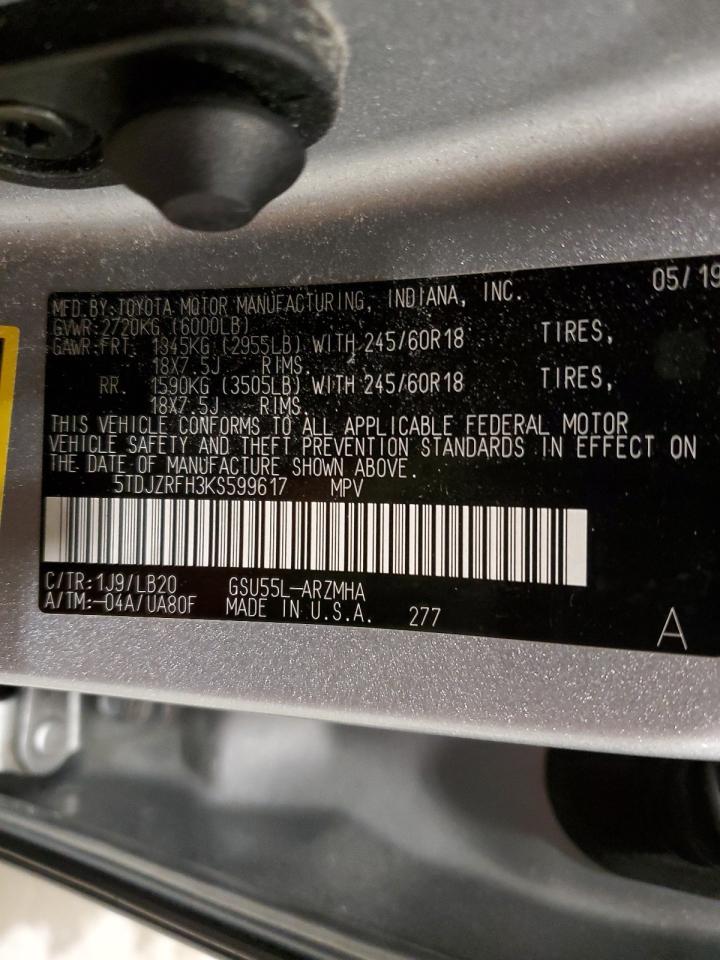 05/19
MFD.BY:TOYOTA MOTOR MANUFACTURING, INDIANA, INC.
GVWR:2720KG (6000LB)
GAWR:FRT. 1345KG (2955LB) WITH 245/60R18 TIRES,
18X7.5J RIMS.
RR. 1590KG (3505LB) WITH 245/60R18 TIRES,
18X7.5J RIMS.
THIS VEHICLE CONFORMS TO ALL APPLICABLE FEDERAL MOTOR
VEHICLE SAFETY AND THEFT PREVENTION STANDARDS IN EFFECT ON
THE DATE OF MANUFACTURE SHOWN ABOVE.
5TDJZRFH3KS599617 MPV
C/TR:1J9/LB20 GSU55L-ARZMHA
A/TM:-04A/UA80F MADE IN U.S.A. 277
A